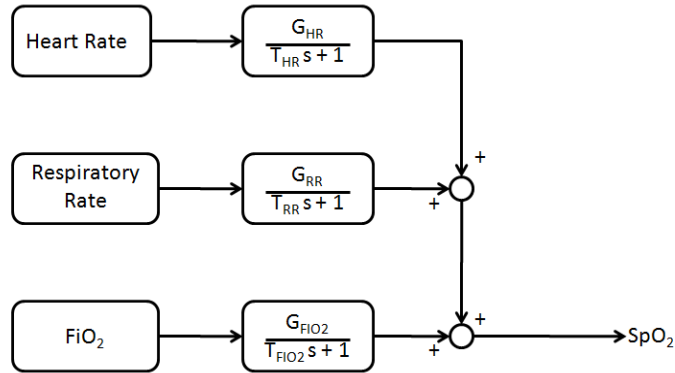 Heart Rate
G_HR
T_HR s + 1
+
Respiratory
Rate
G_RR
T_RR s + 1
+
FiO₂
G_FIO2
T_FIO2 s + 1
+
+
SpO₂